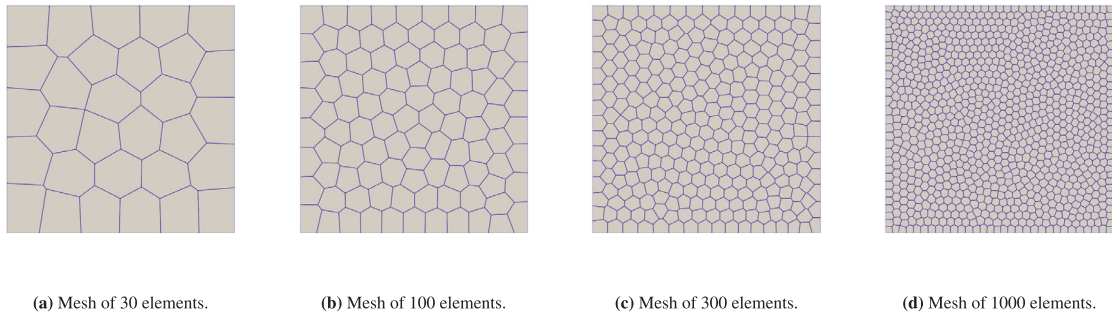 (a) Mesh of 30 elements.
(b) Mesh of 100 elements.
(c) Mesh of 300 elements.
(d) Mesh of 1000 elements.